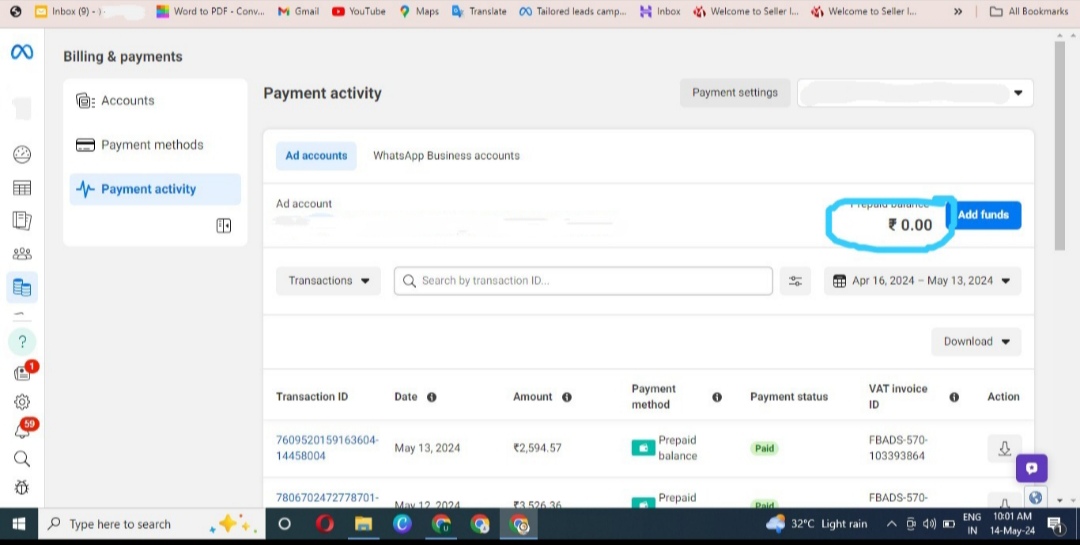 Inbox (9) - )
Word to PDF - Conv...
Gmail
YouTube
Maps
Translate
Tailored leads camp...
Inbox
Welcome to Seller I...
Welcome to Seller I...
»
All Bookmarks
Billing & payments
Accounts
Payment methods
Payment activity
Payment activity
Payment settings
Ad accounts
WhatsApp Business accounts
Ad account
Prepaid balance
₹0.00
Add funds
Transactions
Search by transaction ID...
Apr 16, 2024 – May 13, 2024
Download
Transaction ID
Date
Amount
Payment
method
Payment status
VAT invoice
ID
Action
7609520159163604-
14458004
May 13, 2024
₹2,594.57
Prepaid
balance
Paid
FBADS-570-
103393864
7806702472778701-
May 12, 2024
₹3,526.36
Prepaid
Paid
FBADS-570-
?
1
59
Type here to search
32°C Light rain
ENG
IN
10:01 AM
14-May-24
1